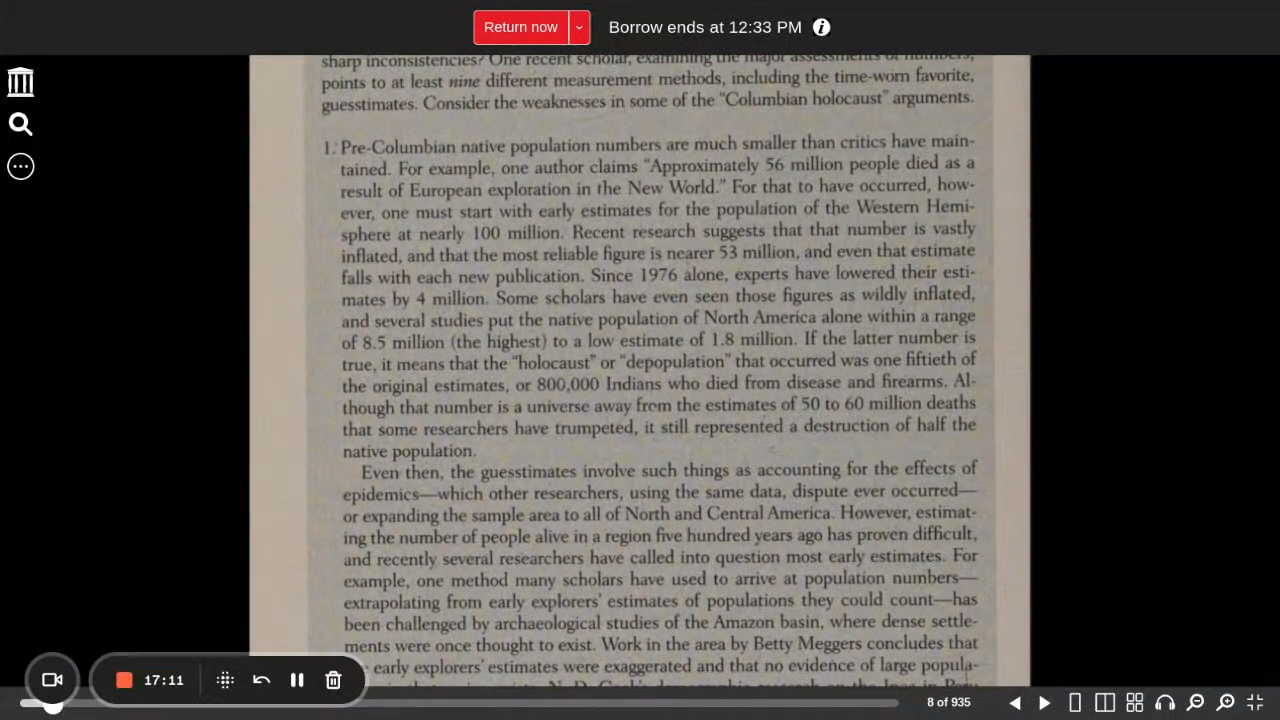 Return now
Borrow ends at 12:33 PM
sharp inconsistencies? One recent scholar, examining the major assessments of numbers,
points to at least nine different measurement methods, including the time-worn favorite,
guesstimates. Consider the weaknesses in some of the “Columbian holocaust” arguments.
1. Pre-Columbian native population numbers are much smaller than critics have main-
tained. For example, one author claims “Approximately 56 million people died as a
result of European exploration in the New World.” For that to have occurred, how-
ever, one must start with early estimates for the population of the Western Hemi-
sphere at nearly 100 million. Recent research suggests that that number is vastly
inflated, and that the most reliable figure is nearer 53 million, and even that estimate
falls with each new publication. Since 1976 alone, experts have lowered their esti-
mates by 4 million. Some scholars have even seen those figures as wildly inflated,
and several studies put the native population of North America alone within a range
of 8.5 million (the highest) to a low estimate of 1.8 million. If the latter number is
true, it means that the “holocaust” or “depopulation” that occurred was one fiftieth of
the original estimates, or 800,000 Indians who died from disease and firearms. Al-
though that number is a universe away from the estimates of 50 to 60 million deaths
that some researchers have trumpeted, it still represented a destruction of half the
native population.
Even then, the guesstimates involve such things as accounting for the effects of
epidemics—which other researchers, using the same data, dispute ever occurred—
or expanding the sample area to all of North and Central America. However, estimat-
ing the number of people alive in a region five hundred years ago has proven difficult,
and recently several researchers have called into question most early estimates. For
example, one method many scholars have used to arrive at population numbers—
extrapolating from early explorers’ estimates of populations they could count—has
been challenged by archaeological studies of the Amazon basin, where dense settle-
ments were once thought to exist. Work in the area by Betty Meggers concludes that
early explorers’ estimates were exaggerated and that no evidence of large popula-
17:11
8 of 935